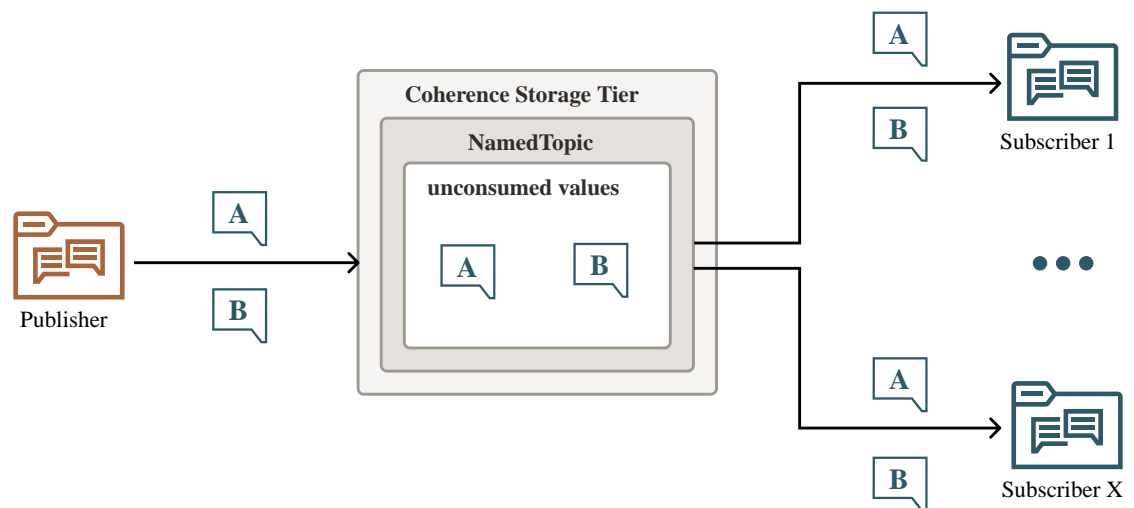 A
Coherence Storage Tier
NamedTopic
B
Subscriber 1
unconsumed values
A
A
B
B
Publisher
A
B
Subscriber X